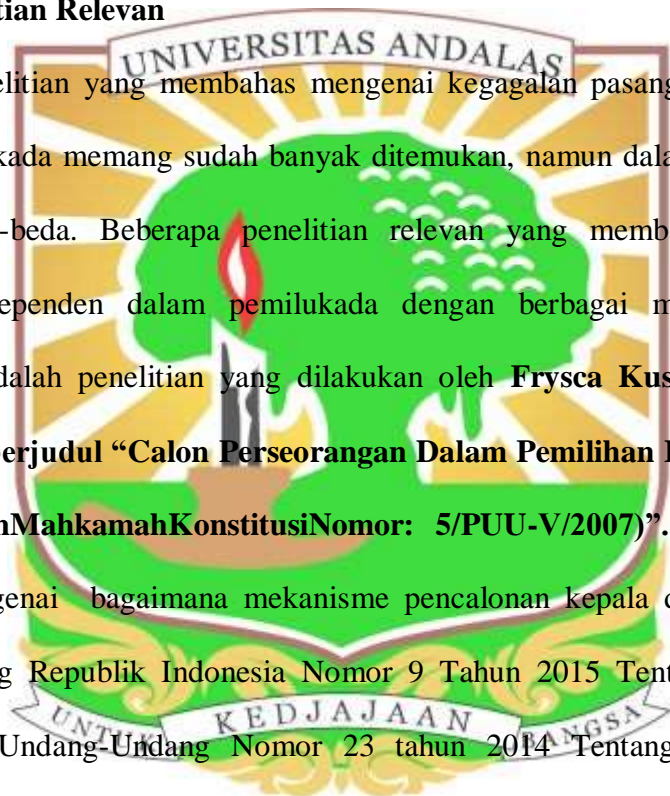 tian Relevan
UNIVERSITAS ANDALAS
elitian yang membahas mengenai kegagalan pasang
kada memang sudah banyak ditemukan, namun dala
-beda. Beberapa penelitian relevan yang memb
ependen dalam pemilukada dengan berbagai m
dalah penelitian yang dilakukan oleh Frysca Kus
berjudul “Calon Perseorangan Dalam Pemilihan
nMahkamahKonstitusiNomor: 5/PUU-V/2007)”.
genai bagaimana mekanisme pencalonan kepala
g Republik Indonesia Nomor 9 Tahun 2015 Tent
Undang-Undang Nomor 23 tahun 2014 Tentang
UNTUK KEDJAJAAN BANGSA